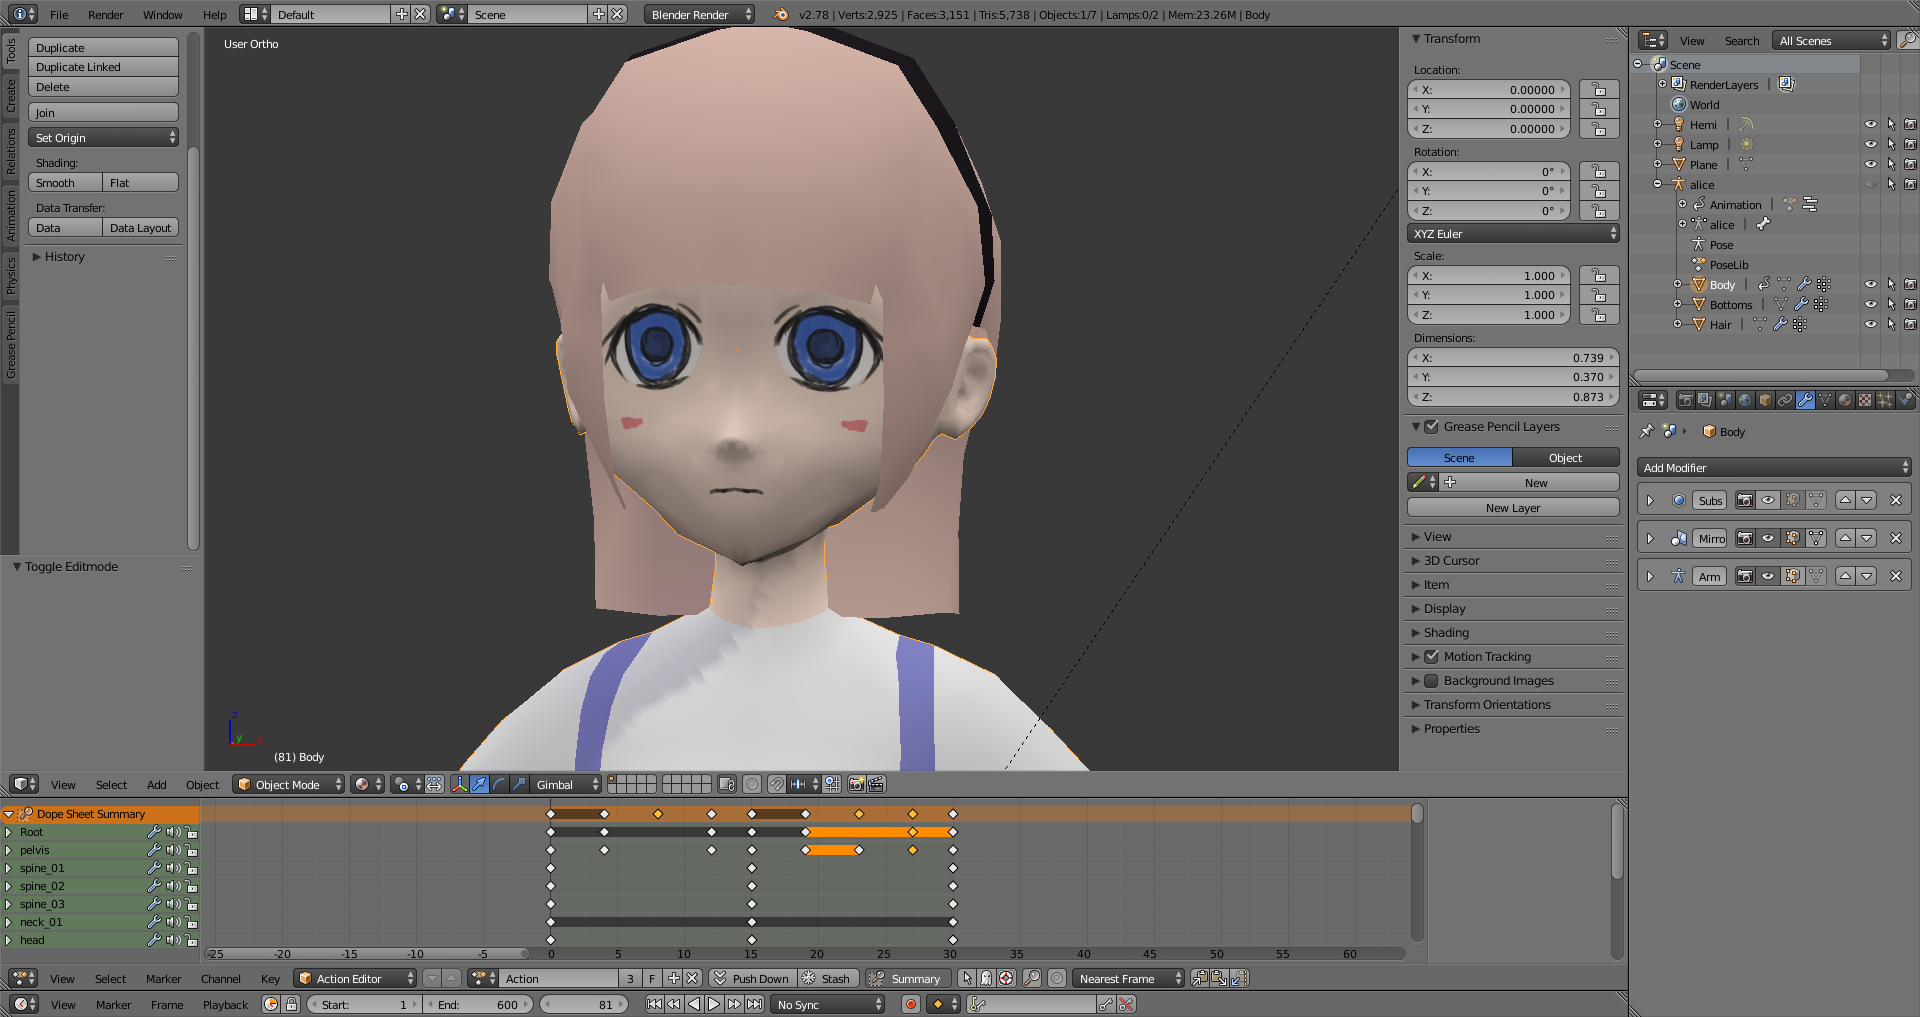 File Render Window Help Default Scene Blender Render v2.78 | Verts:2,925 | Faces:3,151 | Tris:5,738 | Objects:1/7 | Lamps:0/2 | Mem:23.26M | Body
Tools
Create
Relations
Animation
Physics
Grease Pencil
Duplicate
Duplicate Linked
Delete
Join
Set Origin
Shading:
Smooth Flat
Data Transfer:
Data Data Layout
History
Toggle Editmode
User Ortho
z
y
x
(81) Body
Transform
Location:
X: 0.00000
Y: 0.00000
Z: 0.00000
Rotation:
X: 0°
Y: 0°
Z: 0°
XYZ Euler
Scale:
X: 1.000
Y: 1.000
Z: 1.000
Dimensions:
X: 0.739
Y: 0.370
Z: 0.873
Grease Pencil Layers
Scene Object
New
New Layer
View
3D Cursor
Item
Display
Shading
Motion Tracking
Background Images
Transform Orientations
Properties
View Search All Scenes
Scene
RenderLayers
World
Hemi
Lamp
Plane
alice
Animation
alice
Pose
PoseLib
Body
Bottoms
Hair
Body
Add Modifier
Subs
Mirro
Arm
View Select Add Object Object Mode Gimbal
Dope Sheet Summary
Root
pelvis
spine_01
spine_02
spine_03
neck_01
head
-25 -20 -15 -10 -5 0 5 10 15 20 25 30 35 40 45 50 55 60
View Select Marker Channel Key Action Editor Action 3 F Push Down Stash Summary Nearest Frame
View Marker Frame Playback Start: 1 End: 600 81 No Sync